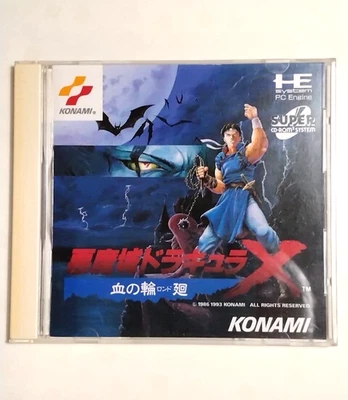 KONAMI®
HE
system
PC Engine
SUPER
CD-ROM² SYSTEM
悪魔城ドラキュラX
TM
血の輪廻
ロンド
© 1986 1993 KONAMI ALL RIGHTS RESERVED.
KONAMI